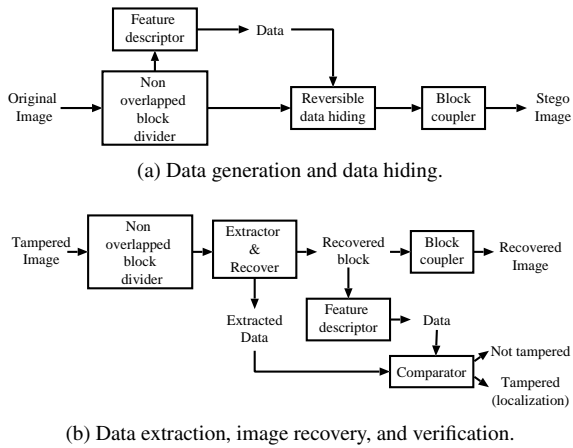 Feature
descriptor
Data
Original
Image
Non
overlapped
block
divider
Reversible
data hiding
Block
coupler
Stego
Image
(a) Data generation and data hiding.
Tampered
Image
Non
overlapped
block
divider
Extractor
&
Recover
Recovered
block
Block
coupler
Recovered
Image
Extracted
Data
Feature
descriptor
Data
Comparator
Not tampered
Tampered
(localization)
(b) Data extraction, image recovery, and verification.